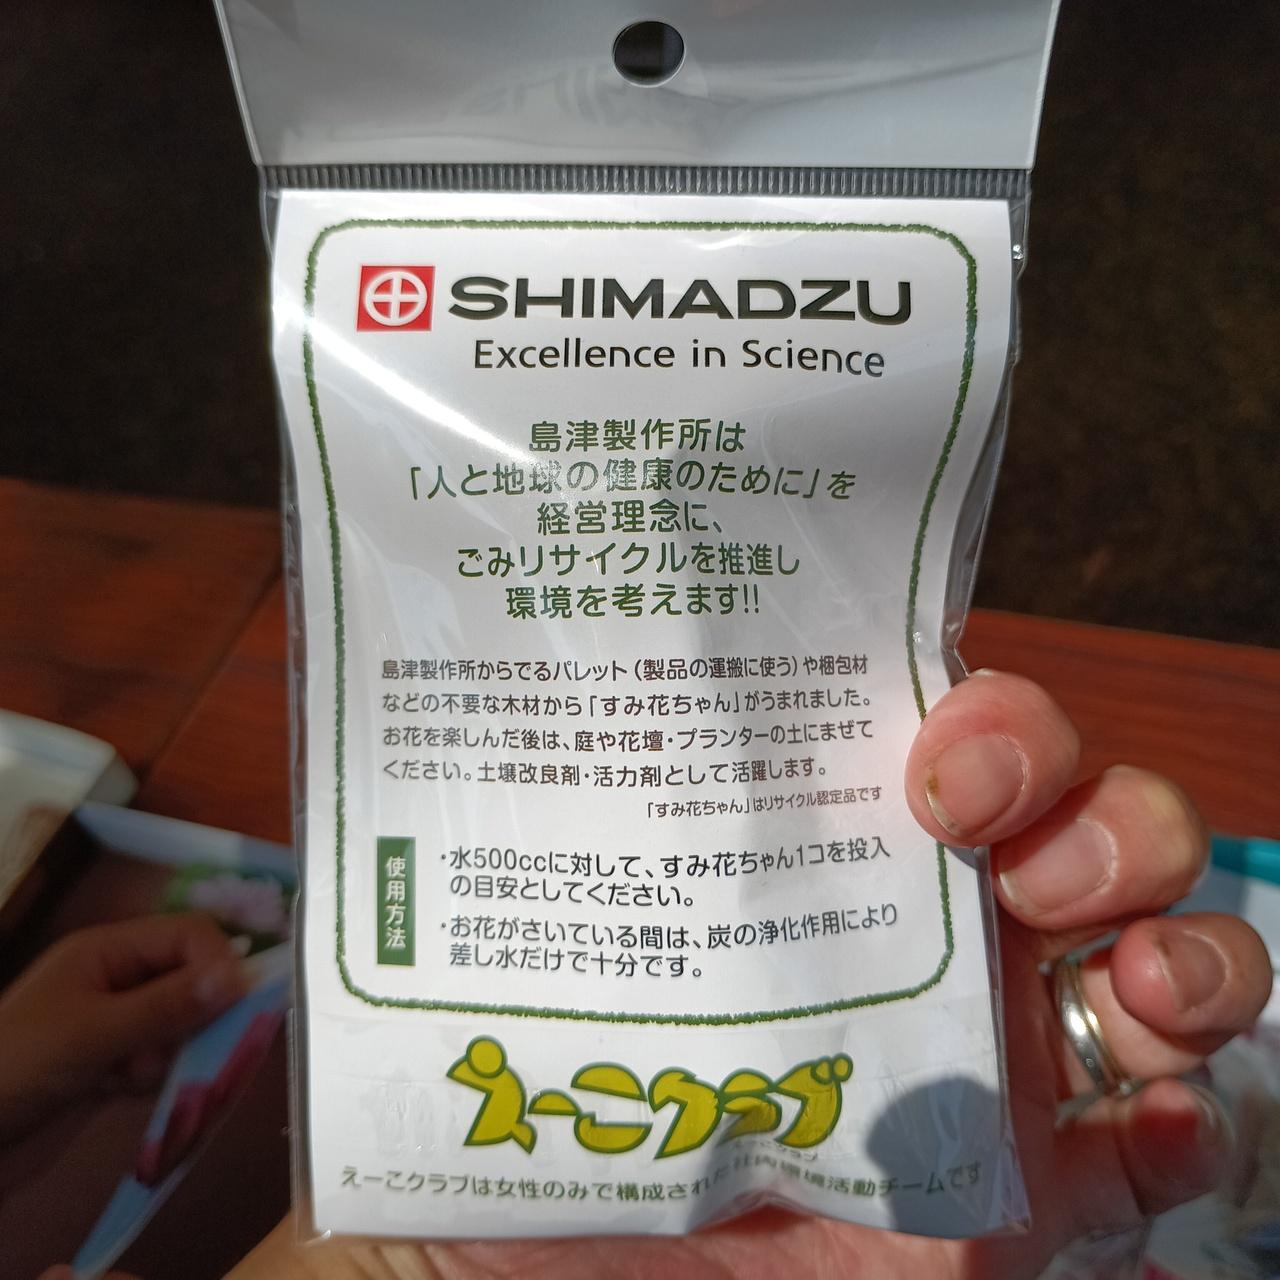 SHIMADZU
Excellence in Science
島津製作所は
「人と地球の健康のために」を
経営理念に、
ごみリサイクルを推進し
環境を考えます!!
島津製作所からでるパレット(製品の運搬に使う)や梱包材
などの不要な木材から「すみ花ちゃん」がうまれました。
お花を楽しんだ後は、庭や花壇・プランターの土にまぜて
ください。土壌改良剤・活力剤として活躍します。
「すみ花ちゃん」はリサイクル認定品です
使用方法
・水500ccに対して、すみ花ちゃん1コを投入
の目安としてください。
・お花がさいている間は、炭の浄化作用により
差し水だけで十分です。
えーこクラブ
えーこクラブ
えーこクラブは女性のみで構成された社内環境活動チームです